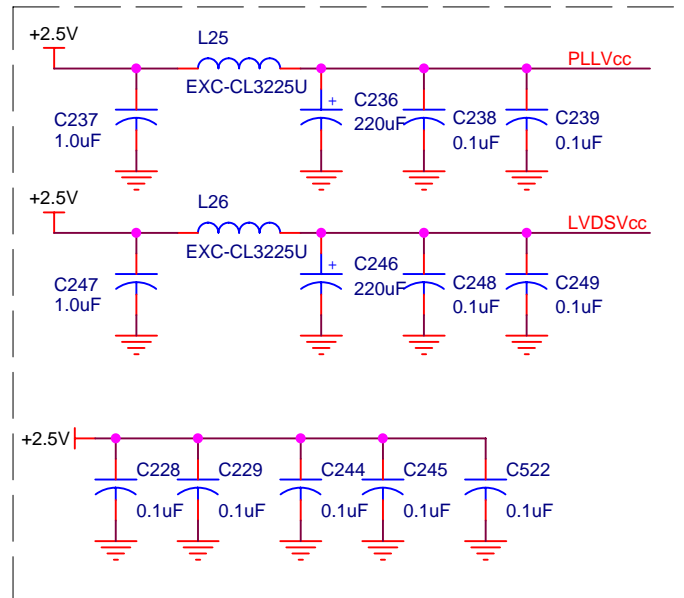 +2.5V
L25
PLLVcc
EXC-CL3225U
C237
1.0uF
+
C236
220uF
C238
0.1uF
C239
0.1uF
+2.5V
L26
LVDSVcc
EXC-CL3225U
C247
1.0uF
+
C246
220uF
C248
0.1uF
C249
0.1uF
+2.5V
C228
0.1uF
C229
0.1uF
C244
0.1uF
C245
0.1uF
C522
0.1uF